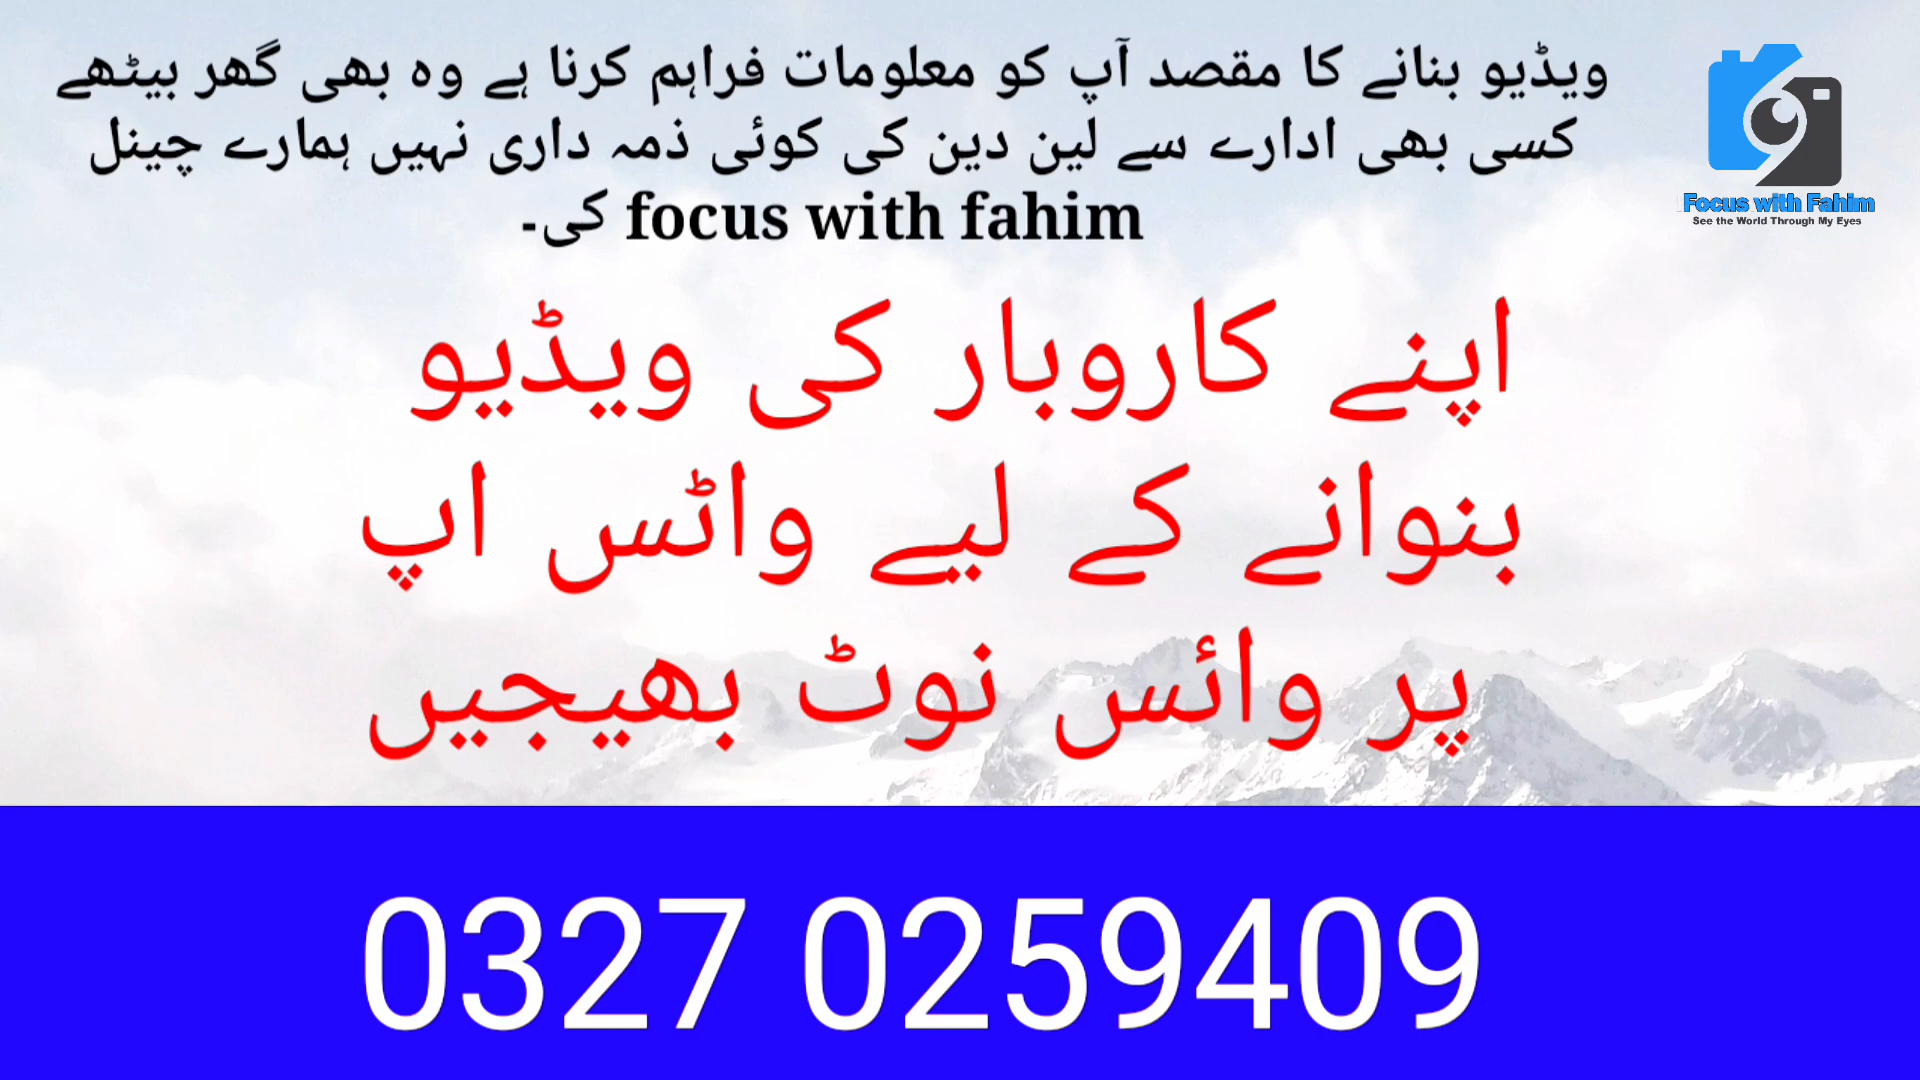 ویڈیو بنانے کا مقصد آپ کو معلومات فراہم کرنا ہے وہ بھی گھر بیٹھے
کسی بھی ادارے سے لین دین کی کوئی ذمہ داری نہیں ہمارے چینل
focus with fahim کی۔
Focus with Fahim
See the World Through My Eyes
اپنے کاروبار کی ویڈیو
بنوانے کے لیے واٹس اپ
پر وائس نوٹ بھیجیں
0327 0259409